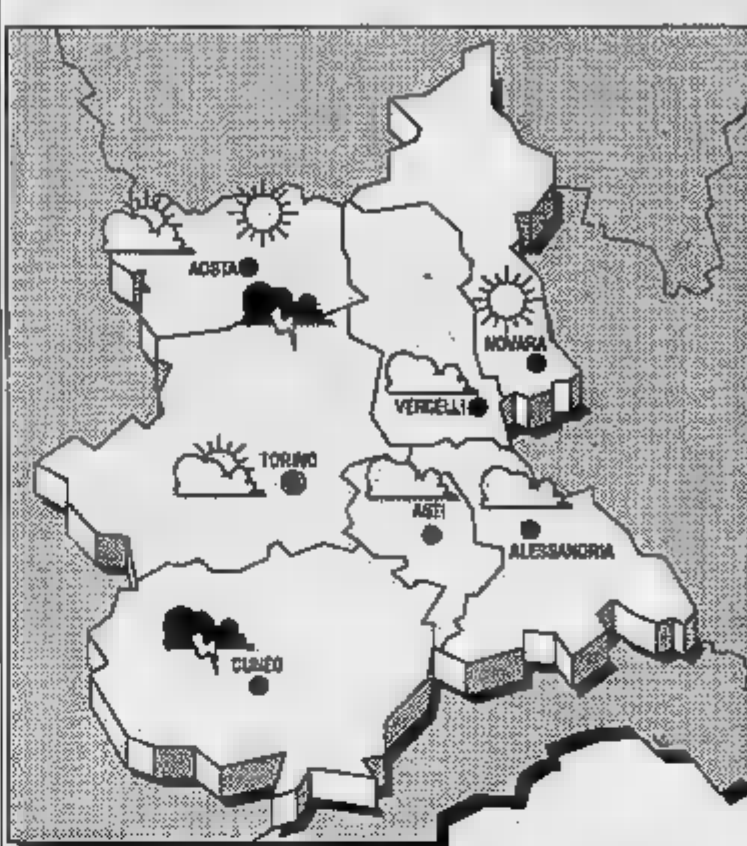 AOSTA
NOVARA
VERCELLI
TORINO
ASTI
ALESSANDRIA
CUNEO